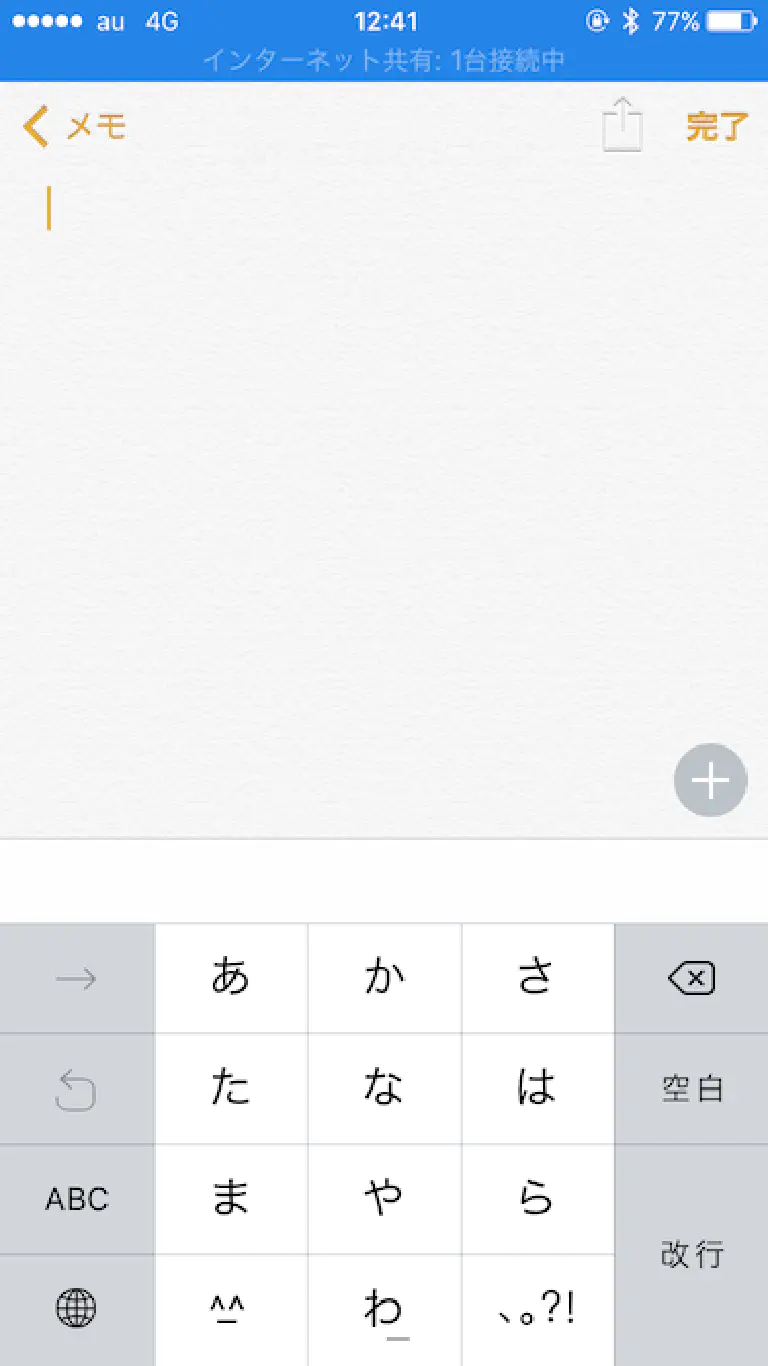 au 4G 12:41 77%
インターネット共有: 1台接続中
メモ 完了
→ あ か さ
た な は 空白
ABC ま や ら
改行
^^ わ_ 、。?!